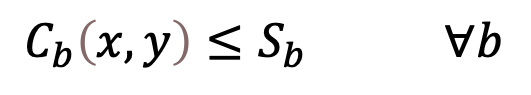 C_b(x, y) ≤ S_b ∀b